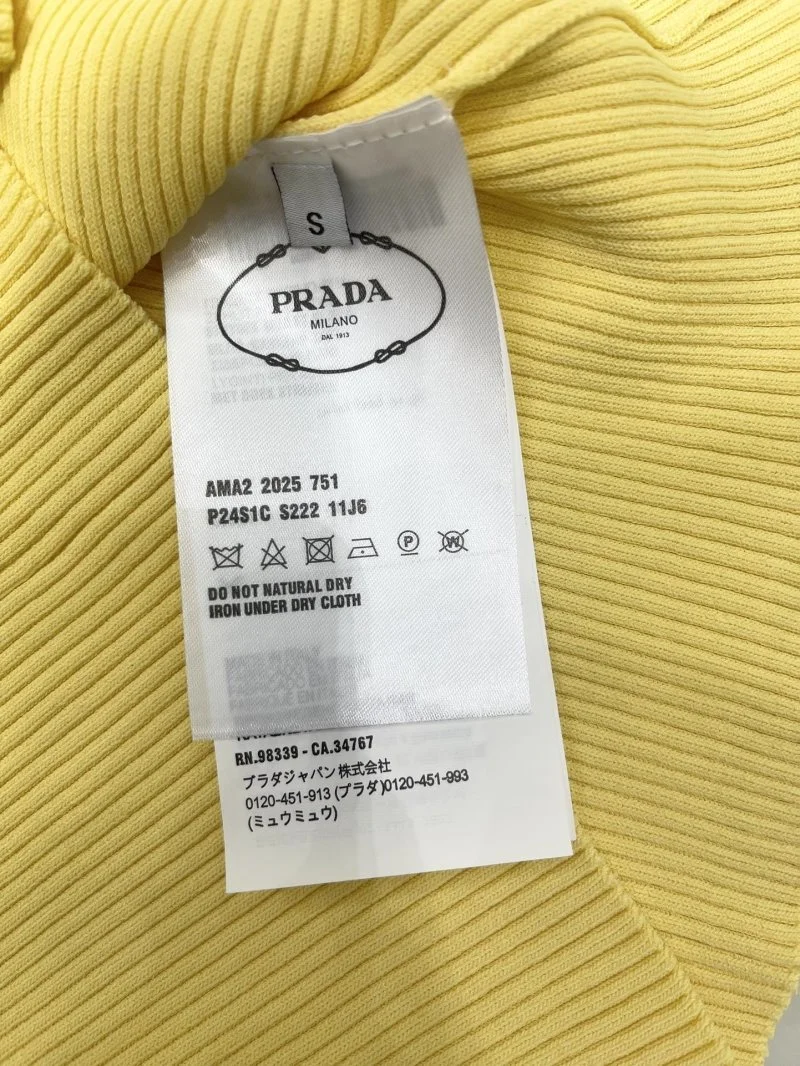 S
PRADA
MILANO
DAL 1913
AMA2 2025 751
P24S1C S222 11J6
P W
DO NOT NATURAL DRY
IRON UNDER DRY CLOTH
RN.98339 - CA.34767
プラダジャパン 株式会社
0120-451-913 (プラダ)0120-451-993
(ミュウミュウ)